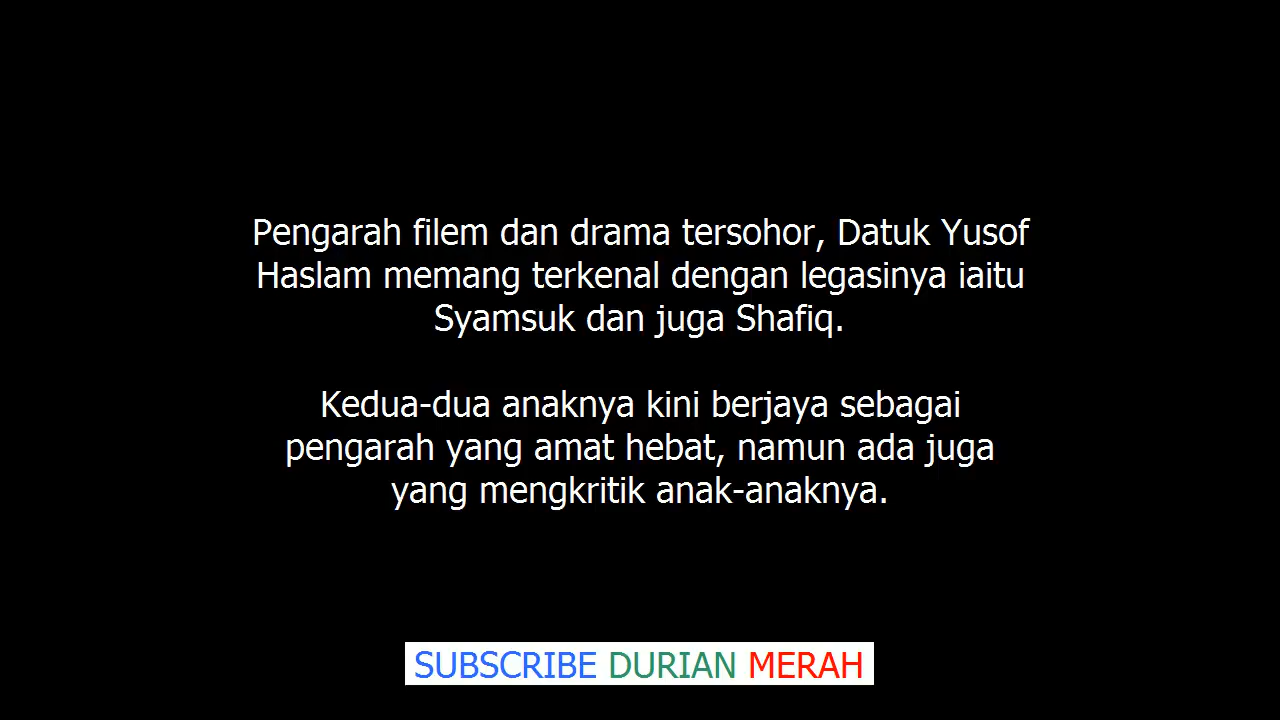 Pengarah filem dan drama tersohor, Datuk Yusof
Haslam memang terkenal dengan legasinya iaitu
Syamsuk dan juga Shafiq.
Kedua-dua anaknya kini berjaya sebagai
pengarah yang amat hebat, namun ada juga
yang mengkritik anak-anaknya.
SUBSCRIBE DURIAN MERAH